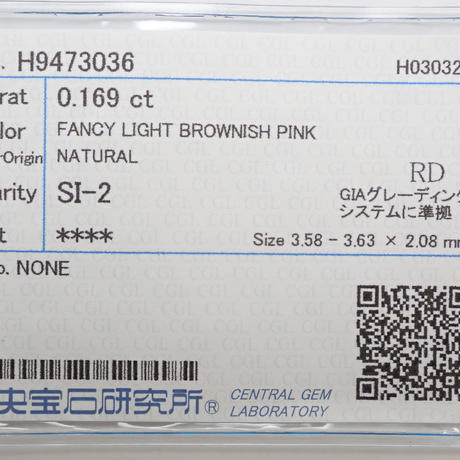 . H9473036 H03032
rat 0.169 ct
lor FANCY LIGHT BROWNISH PINK
Origin NATURAL
RD
arity SI-2
GIAグレーディング
システムに準拠
t ****
Size 3.58 - 3.63 × 2.08 mm
o. NONE
央宝石研究所®
CENTRAL GEM
LABORATORY